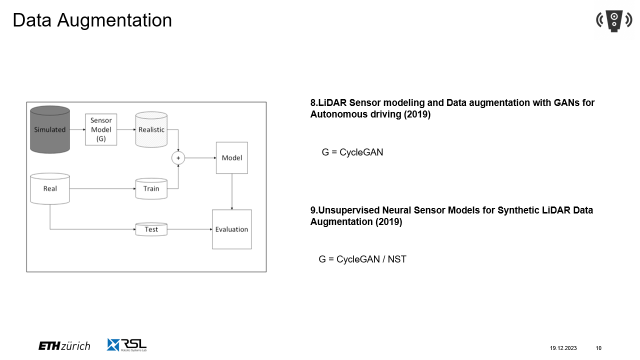 Data Augmentation
Simulated
Sensor
Model
(G)
Realistic
+
Model
Real
Train
Test
Evaluation
8.LiDAR Sensor modeling and Data augmentation with GANs for
Autonomous driving (2019)
G = CycleGAN
9.Unsupervised Neural Sensor Models for Synthetic LiDAR Data
Augmentation (2019)
G = CycleGAN / NST
ETH zürich
RSL
19.12.2023
10